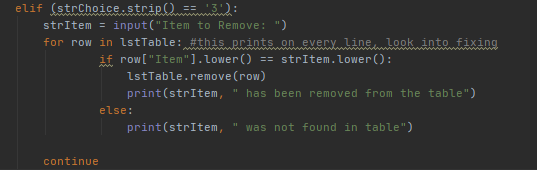 elif (strChoice.strip() == '3'):
    strItem = input("Item to Remove: ")
    for row in lstTable: #this prints on every line, look into fixing
            if row["Item"].lower() == strItem.lower():
                lstTable.remove(row)
                print(strItem, " has been removed from the table")
            else:
                print(strItem, " was not found in table")
    continue